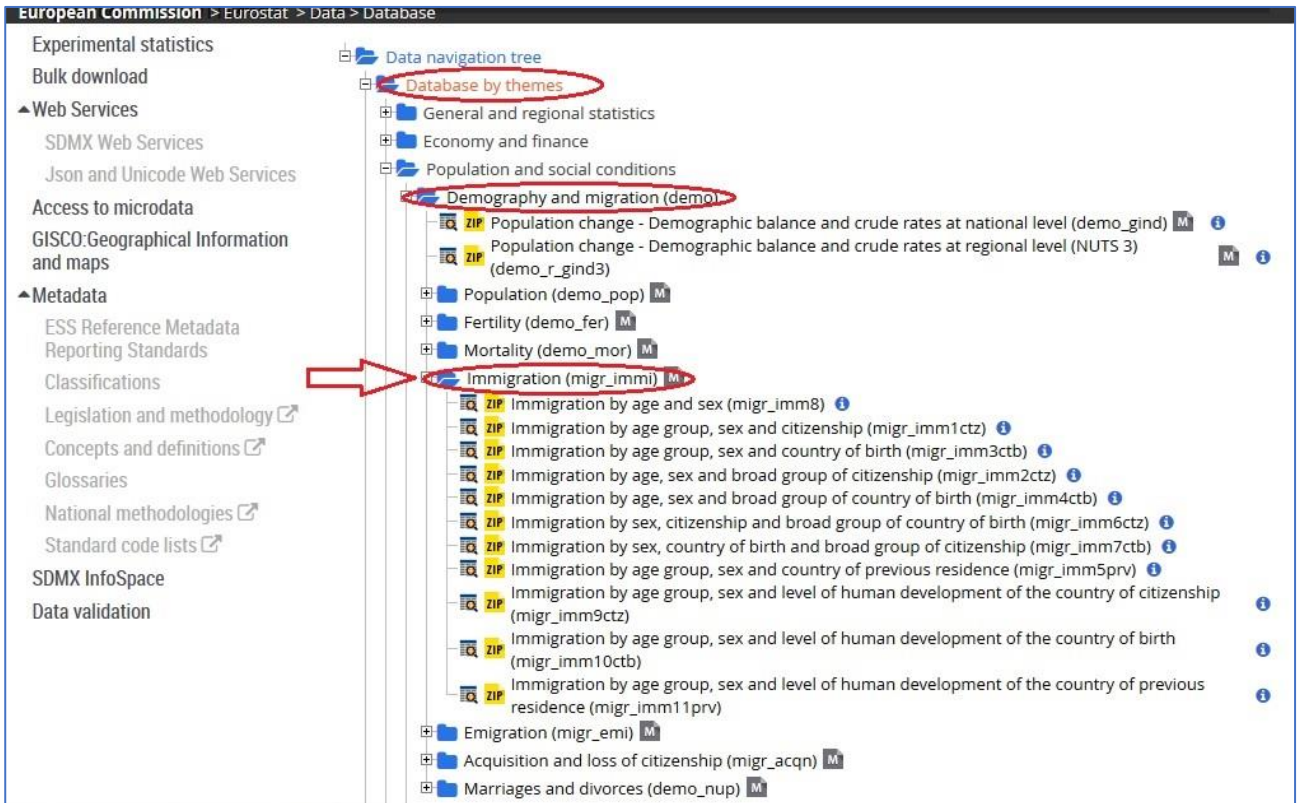 European Commission > Eurostat > Data > Database
Experimental statistics
Bulk download
Web Services
SDMX Web Services
Json and Unicode Web Services
Access to microdata
GISCO:Geographical Information
and maps
Metadata
ESS Reference Metadata
Reporting Standards
Classifications
Legislation and methodology
Concepts and definitions
Glossaries
National methodologies
Standard code lists
SDMX InfoSpace
Data validation
Data navigation tree
Database by themes
General and regional statistics
Economy and finance
Population and social conditions
Demography and migration (demo)
ZIP Population change - Demographic balance and crude rates at national level (demo_gind) M i
ZIP Population change - Demographic balance and crude rates at regional level (NUTS 3) M i
(demo_r_gind3)
Population (demo_pop) M
Fertility (demo_fer) M
Mortality (demo_mor) M
Immigration (migr_immi) M
ZIP Immigration by age and sex (migr_imm8) i
ZIP Immigration by age group, sex and citizenship (migr_imm1ctz) i
ZIP Immigration by age group, sex and country of birth (migr_imm3ctb) i
ZIP Immigration by age, sex and broad group of citizenship (migr_imm2ctz) i
ZIP Immigration by age, sex and broad group of country of birth (migr_imm4ctb) i
ZIP Immigration by sex, citizenship and broad group of country of birth (migr_imm6ctz) i
ZIP Immigration by sex, country of birth and broad group of citizenship (migr_imm7ctb) i
ZIP Immigration by age group, sex and country of previous residence (migr_imm5prv) i
ZIP Immigration by age group, sex and level of human development of the country of citizenship i
(migr_imm9ctz)
ZIP Immigration by age group, sex and level of human development of the country of birth i
(migr_imm10ctb)
ZIP Immigration by age group, sex and level of human development of the country of previous i
residence (migr_imm11prv)
Emigration (migr_emi) M
Acquisition and loss of citizenship (migr_acqn) M
Marriages and divorces (demo_nup) M